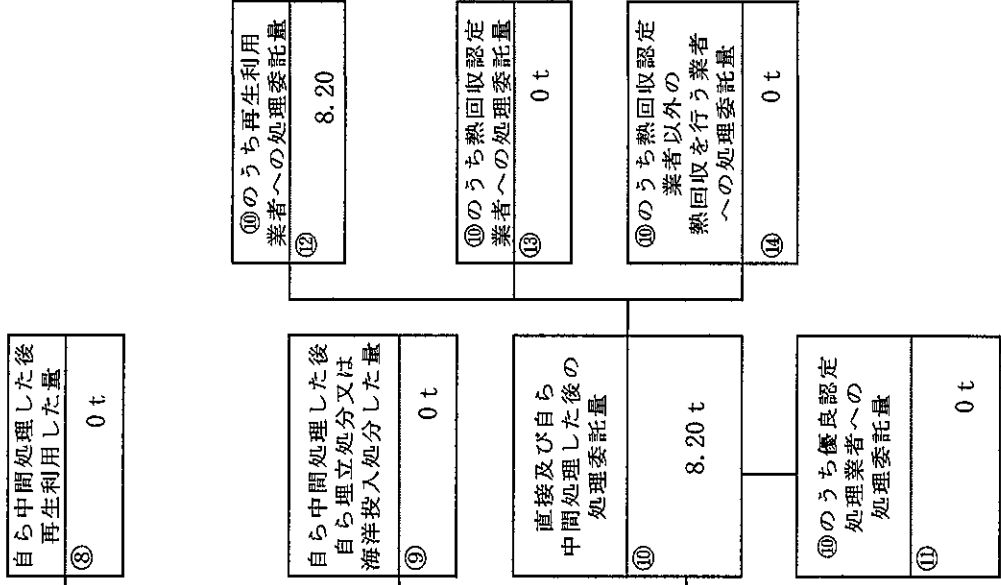 自ら中間処理した後
再生利用した量
⑧
0 t
自ら中間処理した後
自ら埋立処分又は
海洋投入処分した量
⑨
0 t
直接及び自ら
中間処理した後の
処理委託量
⑩
8.20 t
⑩のうち優良認定
処理業者への
処理委託量
⑪
0 t
⑩のうち再生利用
業者への処理委託量
⑫
8.20
⑩のうち熱回収認定
業者への処理委託量
⑬
0 t
⑩のうち熱回収認定
業者以外の
熱回収を行う業者
への処理委託量
⑭
0 t